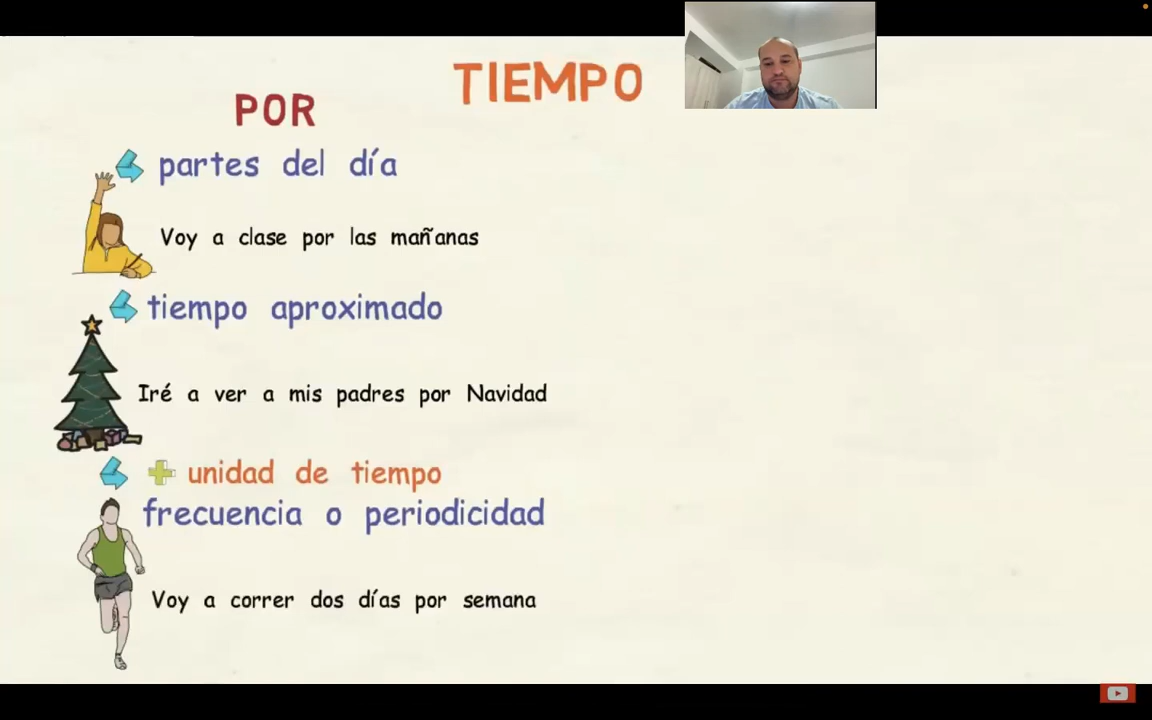 TIEMPO
POR
partes del día
Voy a clase por las mañanas
tiempo aproximado
Iré a ver a mis padres por Navidad
+ unidad de tiempo
frecuencia o periodicidad
Voy a correr dos días por semana